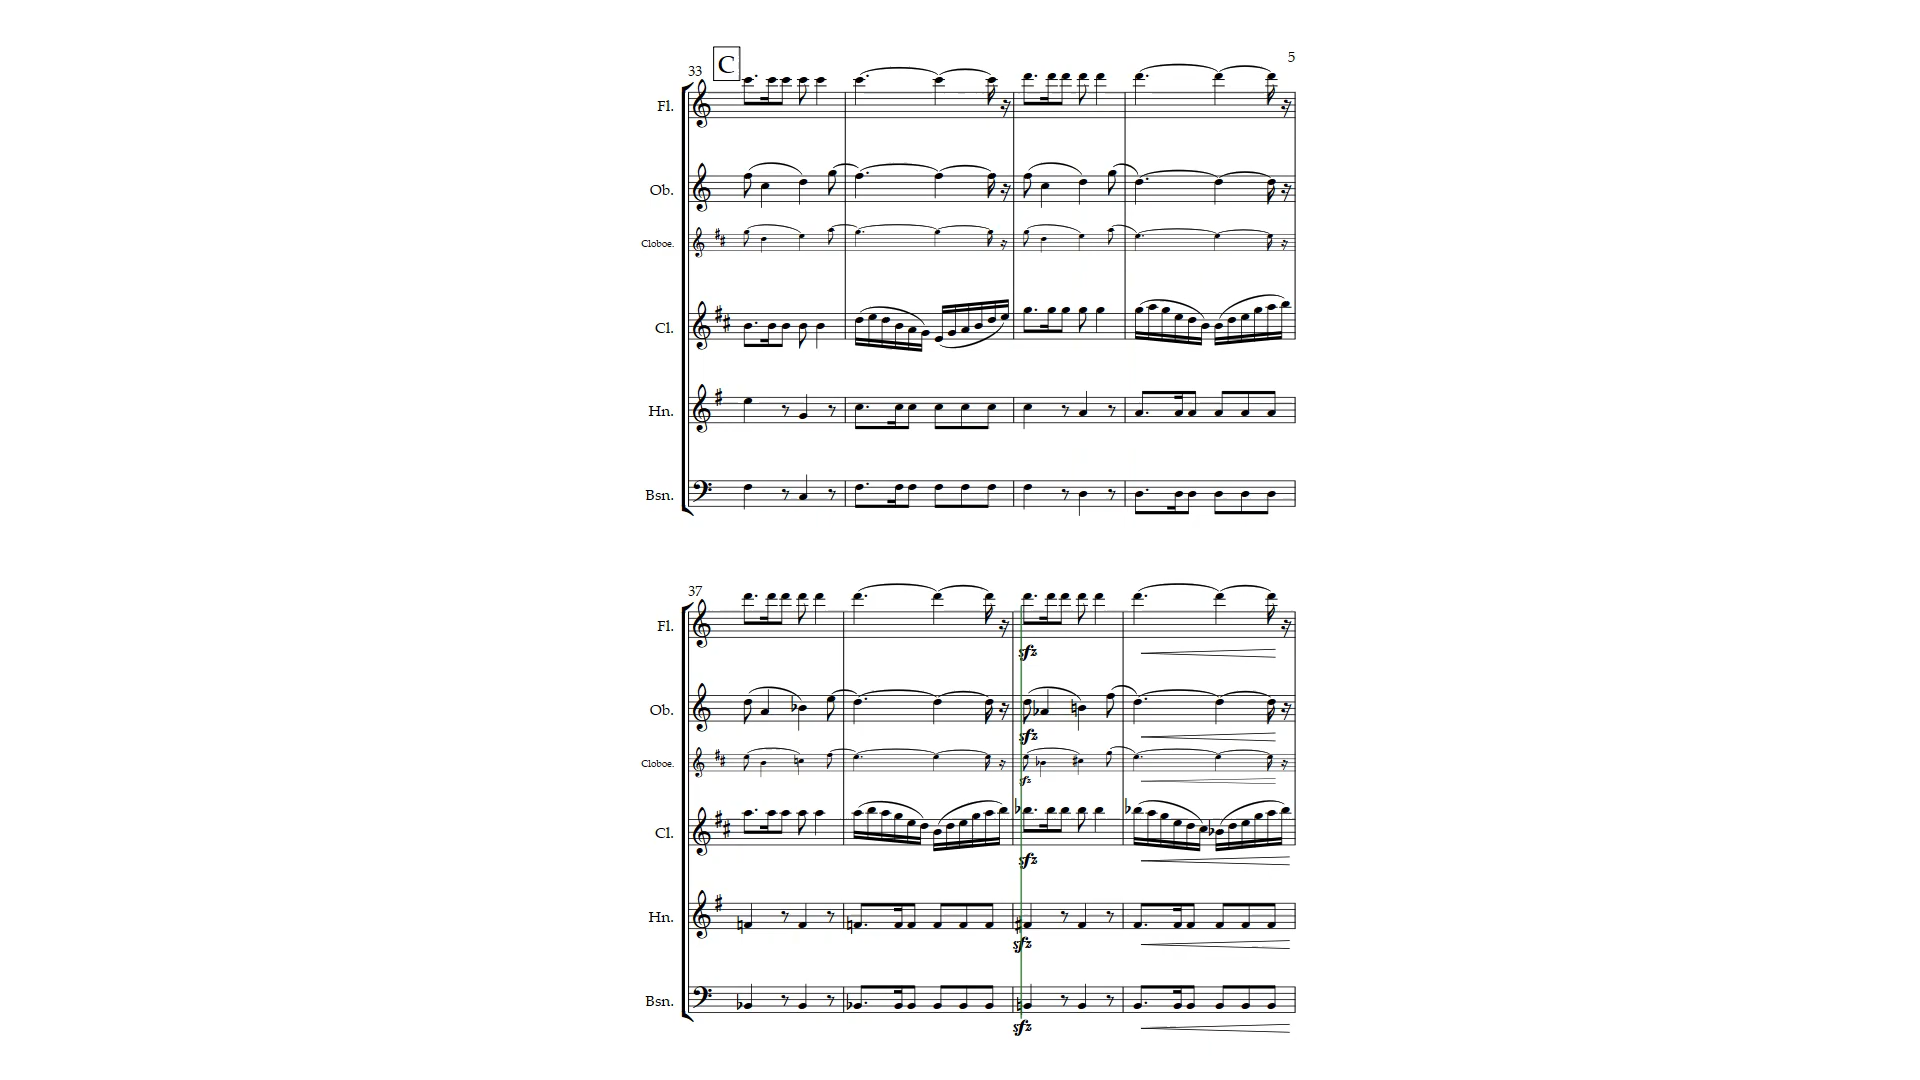 C
33
5
Fl.
Ob.
Cloboe.
Cl.
Hn.
Bsn.
37
Fl.
sfz
Ob.
sfz
Cloboe.
sfz
Cl.
sfz
Hn.
sfz
Bsn.
sfz